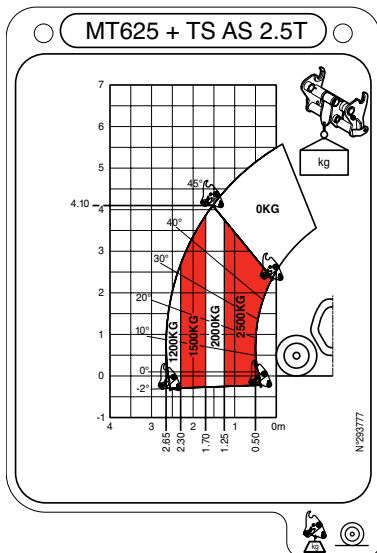 MT625 + TS AS 2.5T
7
6
5
4.10
4
3
2
1
0
-1
45°
40°
30°
20°
10°
0°
-2°
kg
0KG
1200KG
1500KG
2000KG
2500KG
4
3
2
1
0m
2.65
2.30
1.70
1.25
0.50
N°293777
kg